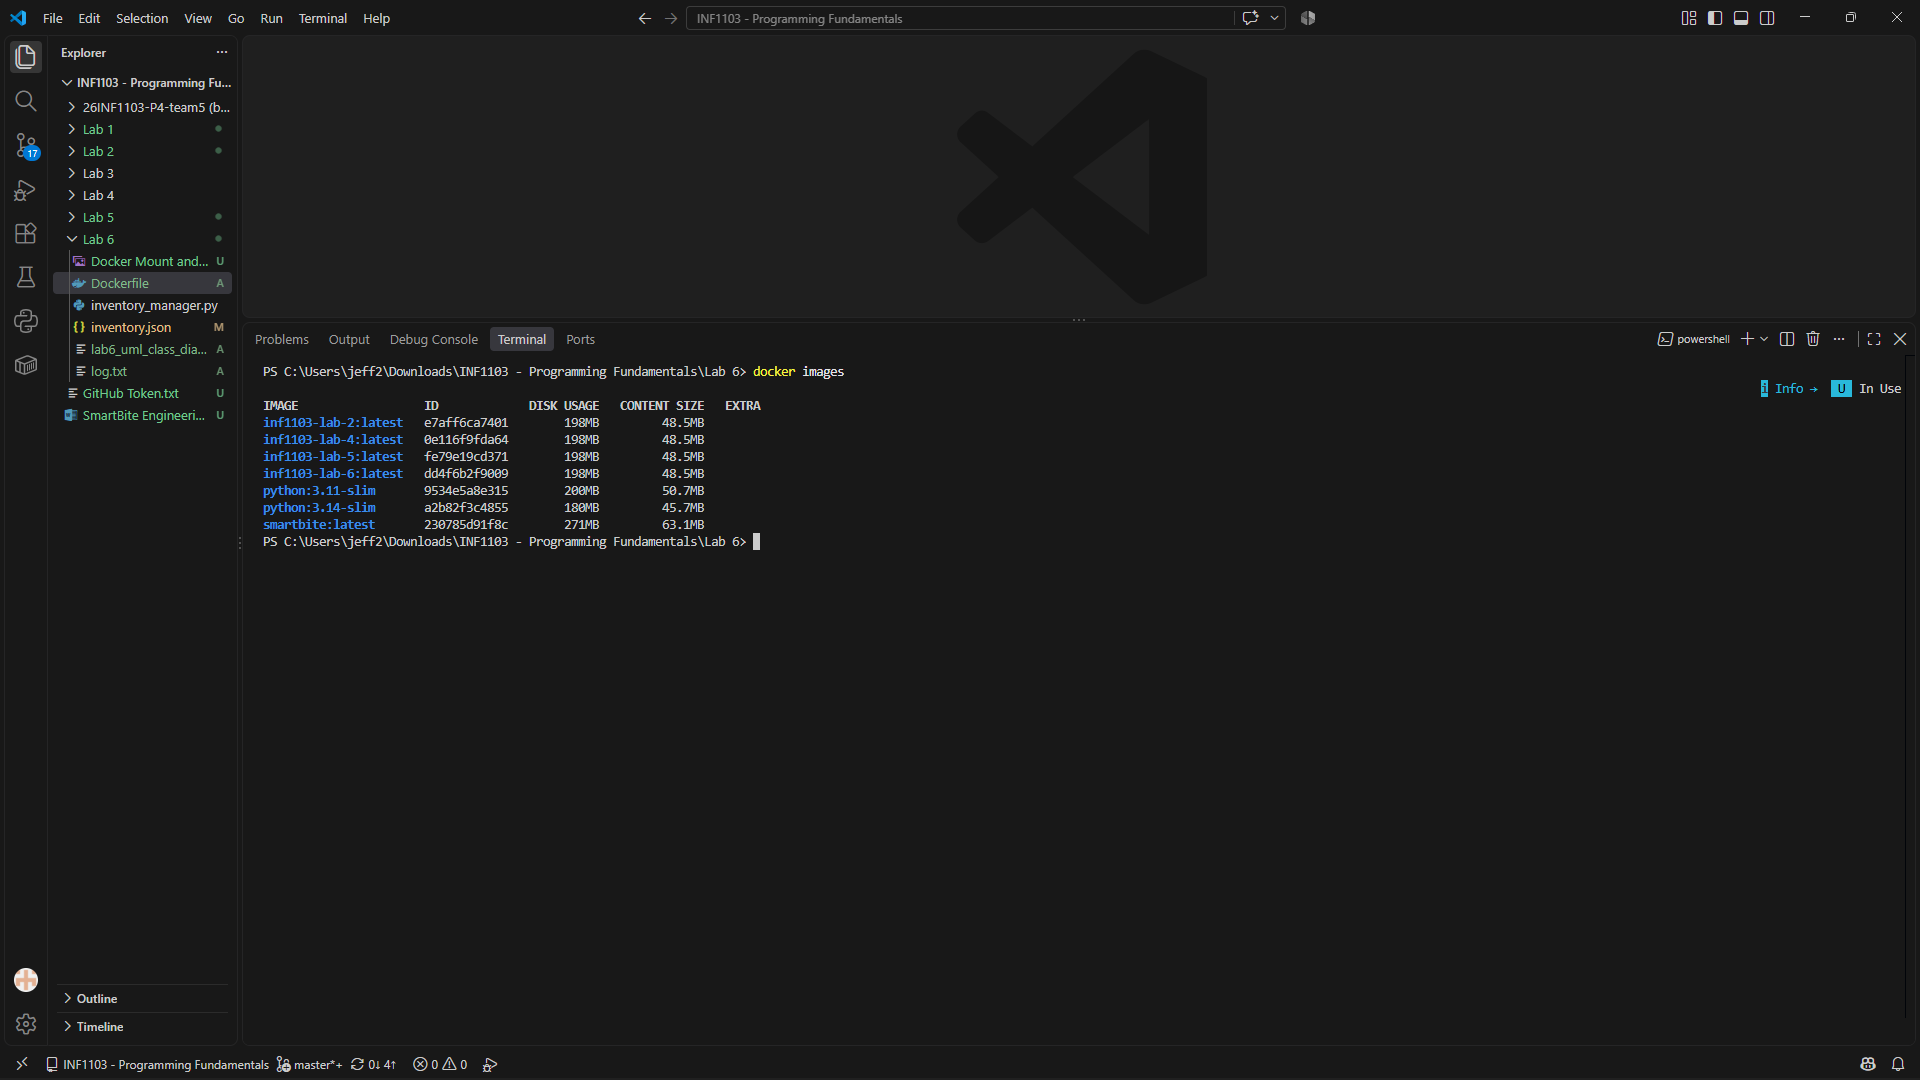 File Edit Selection View Go Run Terminal Help
INF1103 - Programming Fundamentals
Explorer
INF1103 - Programming Fu...
26INF1103-P4-team5 (b...
Lab 1
Lab 2
Lab 3
Lab 4
Lab 5
Lab 6
Docker Mount and... U
Dockerfile A
inventory_manager.py
{} inventory.json M
lab6_uml_class_dia... A
log.txt A
GitHub Token.txt U
SmartBite Engineeri... U
17
Outline
Timeline
Problems Output Debug Console Terminal Ports
powershell
PS C:\Users\jeff2\Downloads\INF1103 - Programming Fundamentals\Lab 6> docker images
i Info → U In Use
IMAGE ID DISK USAGE CONTENT SIZE EXTRA
inf1103-lab-2:latest e7aff6ca7401 198MB 48.5MB
inf1103-lab-4:latest 0e116f9fda64 198MB 48.5MB
inf1103-lab-5:latest fe79e19cd371 198MB 48.5MB
inf1103-lab-6:latest dd4f6b2f9009 198MB 48.5MB
python:3.11-slim 9534e5a8e315 200MB 50.7MB
python:3.14-slim a2b82f3c4855 180MB 45.7MB
smartbite:latest 230785d91f8c 271MB 63.1MB
PS C:\Users\jeff2\Downloads\INF1103 - Programming Fundamentals\Lab 6>
INF1103 - Programming Fundamentals master*+ 0↓ 4↑ 0 0